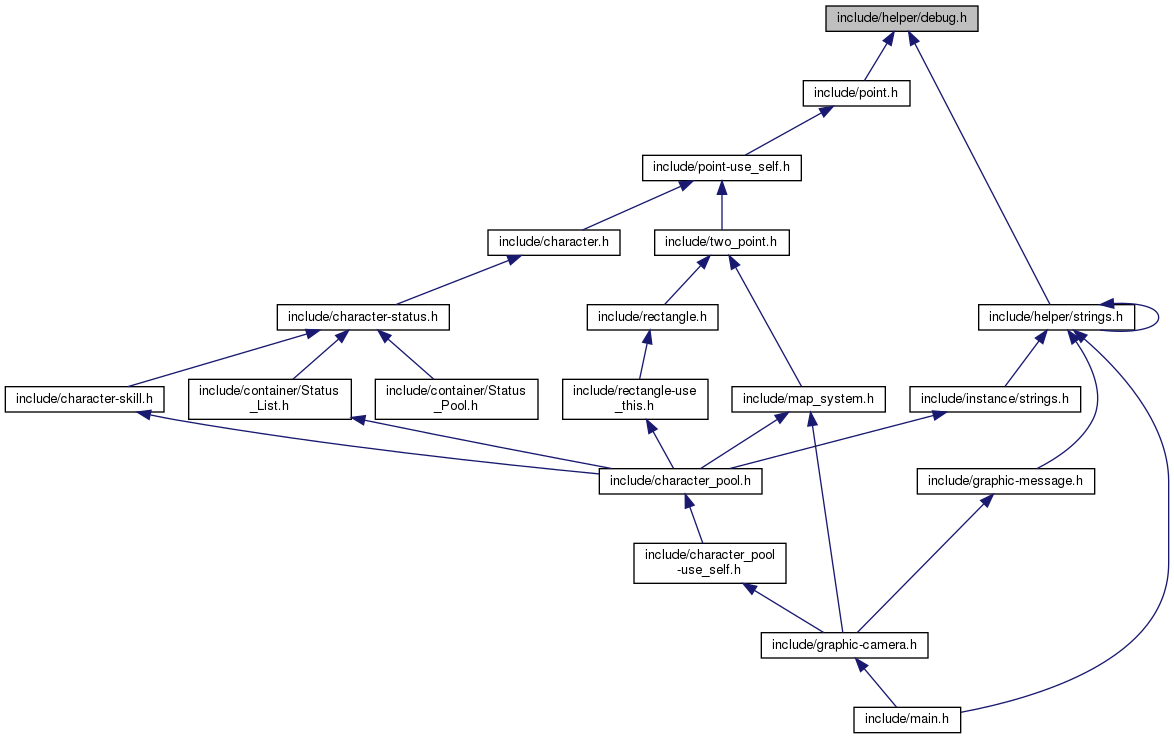 include/helper/debug.h
include/point.h
include/point-use_self.h
include/character.h
include/two_point.h
include/character-status.h
include/rectangle.h
include/helper/strings.h
include/character-skill.h
include/container/Status
_List.h
include/container/Status
_Pool.h
include/rectangle-use
_this.h
include/map_system.h
include/instance/strings.h
include/character_pool.h
include/graphic-message.h
include/character_pool
-use_self.h
include/graphic-camera.h
include/main.h